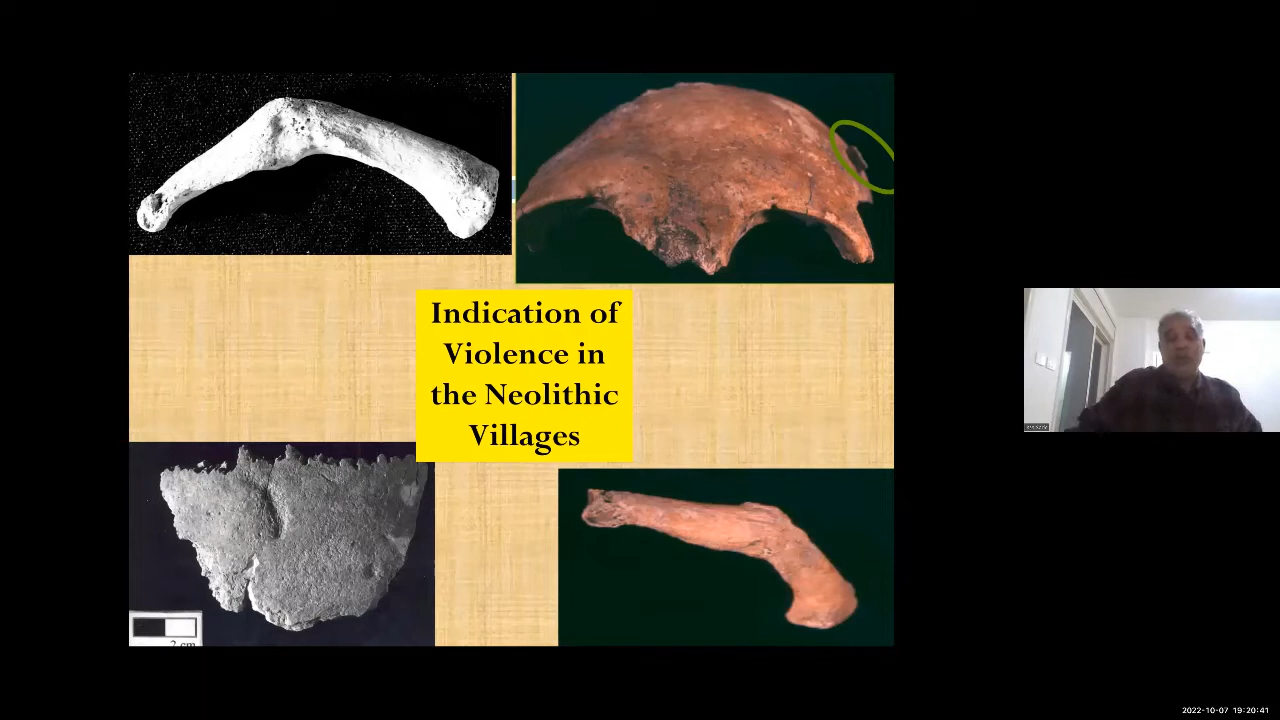 Indication of
Violence in
the Neolithic
Villages
2 cm
2022-10-07 19:20:41